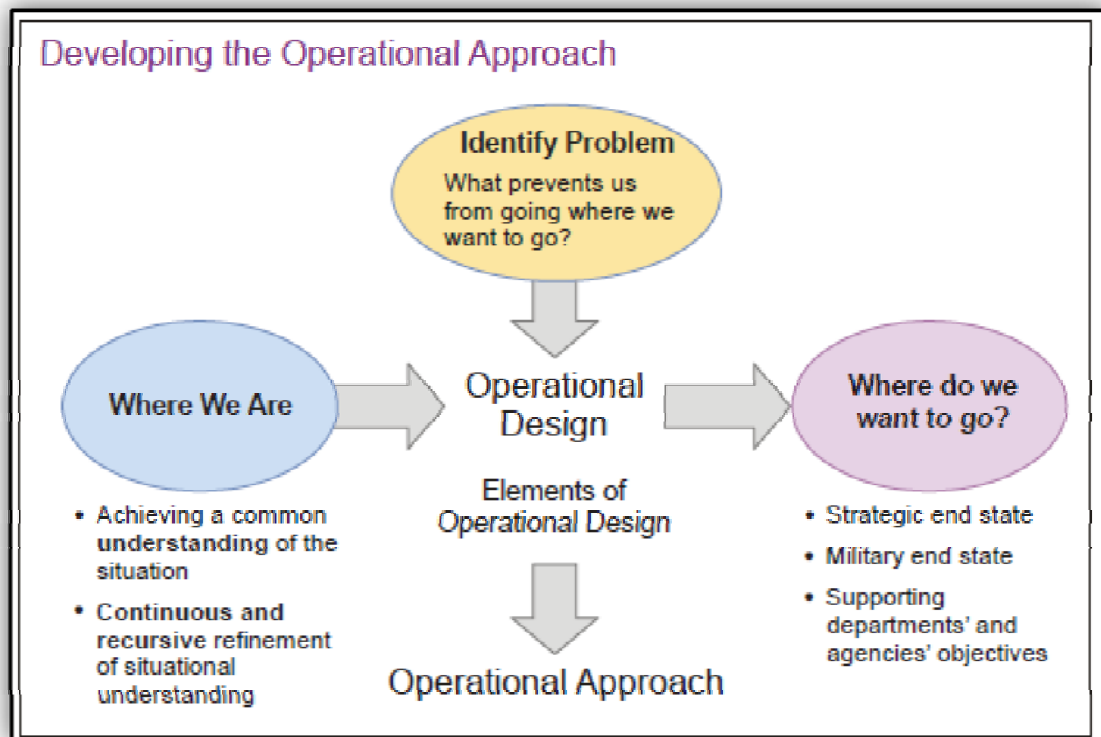 Developing the Operational Approach
Identify Problem
What prevents us
from going where we
want to go?
Where We Are
Operational
Design
Where do we
want to go?
Elements of
Operational Design
• Achieving a common
understanding of the
situation
• Continuous and
recursive refinement
of situational
understanding
• Strategic end state
• Military end state
• Supporting
departments' and
agencies' objectives
Operational Approach